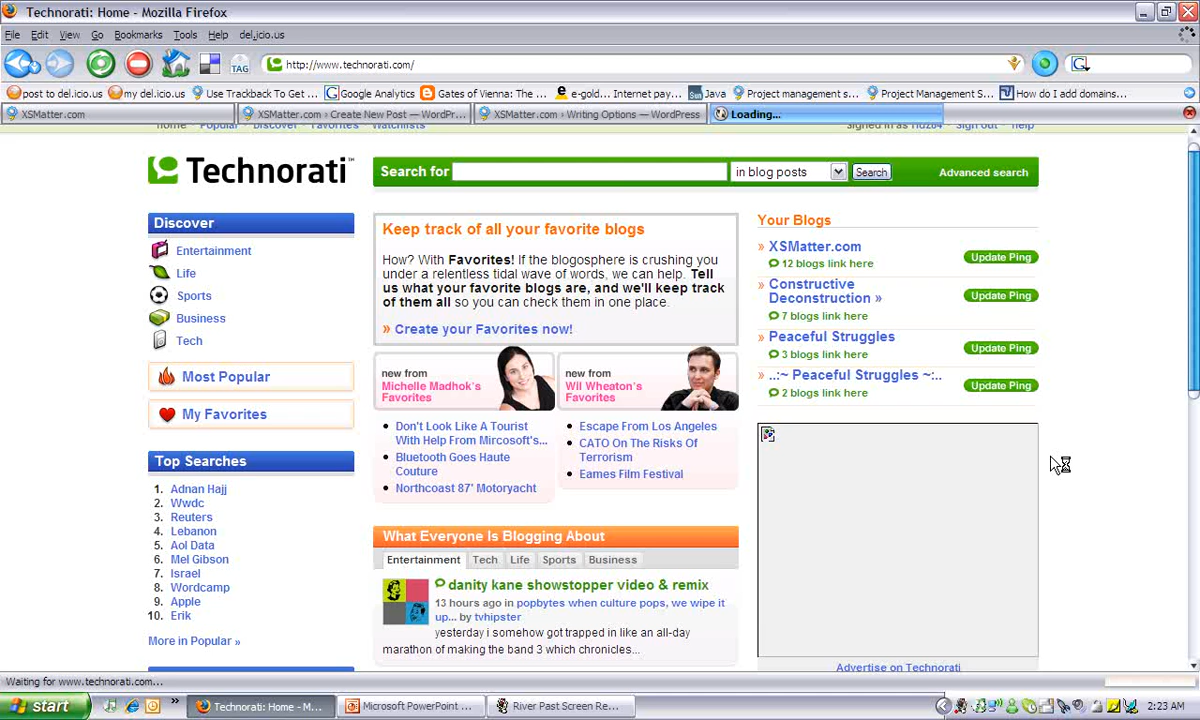 Technorati: Home - Mozilla Firefox
File Edit View Go Bookmarks Tools Help del.icio.us
TAG http://www.technorati.com/
post to del.icio.us my del.icio.us Use Trackback To Get ... Google Analytics Gates of Vienna: The ... e-gold... Internet pay... Java Project management s... Project Management S... How do I add domains...
XSMatter.com XSMatter.com › Create New Post — WordPr... XSMatter.com › Writing Options — WordPress Loading...
Home Popular Discover Favorites Watchlists Signed in as Sign out Help
Technorati™ Search for in blog posts Search Advanced search
Discover
Entertainment
Life
Sports
Business
Tech
Most Popular
My Favorites
Top Searches
1. Adnan Hajj
2. Wwdc
3. Reuters
4. Lebanon
5. Aol Data
6. Mel Gibson
7. Israel
8. Wordcamp
9. Apple
10. Erik
More in Popular »
Keep track of all your favorite blogs
How? With Favorites! If the blogosphere is crushing you
under a relentless tidal wave of words, we can help. Tell
us what your favorite blogs are, and we'll keep track
of them all so you can check them in one place.
» Create your Favorites now!
new from
Michelle Madhok's
Favorites
Don't Look Like A Tourist
With Help From Mircosoft's...
Bluetooth Goes Haute
Couture
Northcoast 87' Motoryacht
new from
Wil Wheaton's
Favorites
Escape From Los Angeles
CATO On The Risks Of
Terrorism
Eames Film Festival
What Everyone Is Blogging About
Entertainment Tech Life Sports Business
danity kane showstopper video & remix
13 hours ago in popbytes when culture pops, we wipe it
up... by tvhipster
yesterday i somehow got trapped in like an all-day
marathon of making the band 3 which chronicles...
Your Blogs
» XSMatter.com
12 blogs link here
Update Ping
» Constructive
Deconstruction »
7 blogs link here
Update Ping
» Peaceful Struggles
3 blogs link here
Update Ping
» ..:~ Peaceful Struggles ~:...
2 blogs link here
Update Ping
Advertise on Technorati
Waiting for www.technorati.com...
start Technorati: Home - M... Microsoft PowerPoint ... River Past Screen Re... 2:23 AM